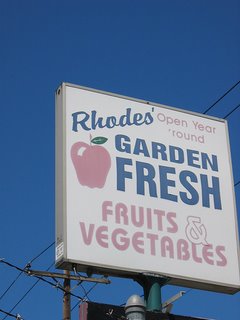 Rhodes' Open Year
'round
GARDEN
FRESH
FRUITS &
VEGETABLES